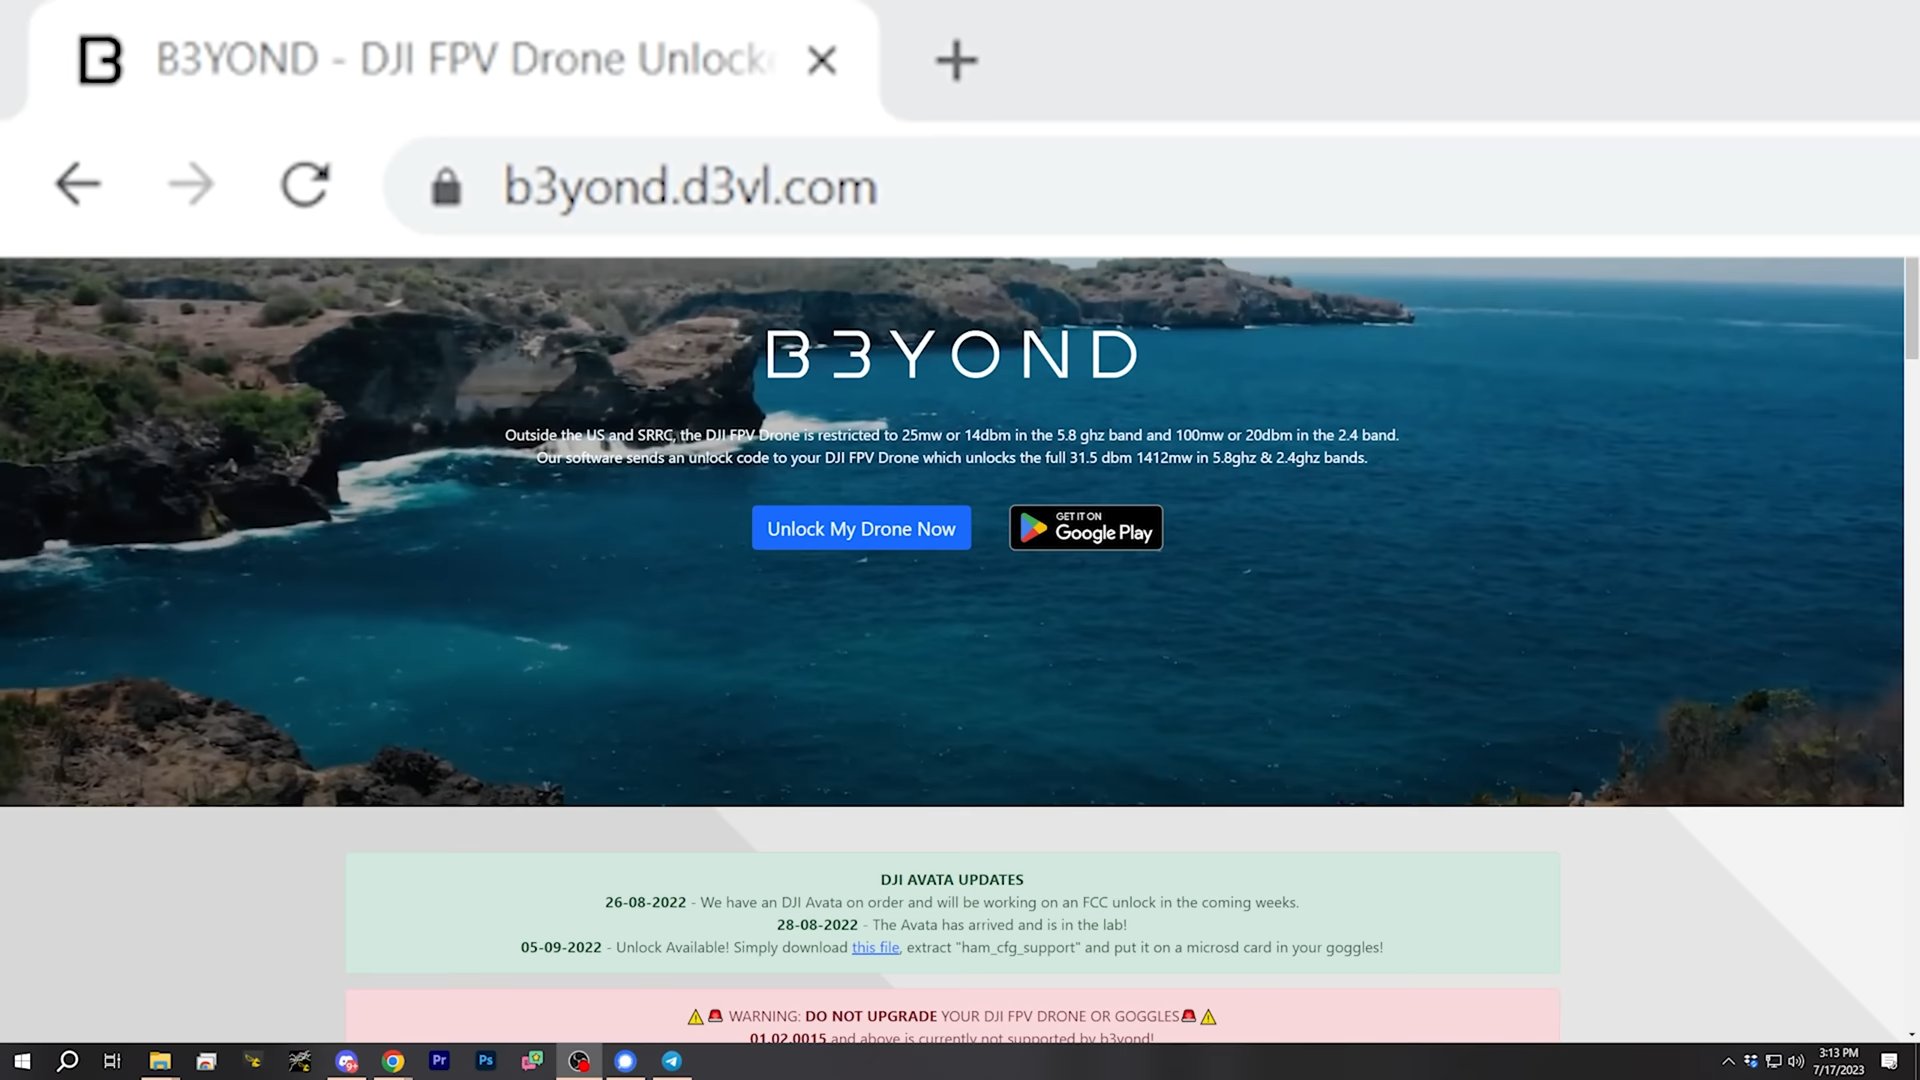 B3YOND - DJI FPV Drone Unlock
b3yond.d3vl.com
B3YOND
Outside the US and SRRC, the DJI FPV Drone is restricted to 25mw or 14dbm in the 5.8 ghz band and 100mw or 20dbm in the 2.4 band.
Our software sends an unlock code to your DJI FPV Drone which unlocks the full 31.5 dbm 1412mw in 5.8ghz & 2.4ghz bands.
Unlock My Drone Now
GET IT ON
Google Play
DJI AVATA UPDATES
26-08-2022 - We have an DJI Avata on order and will be working on an FCC unlock in the coming weeks.
28-08-2022 - The Avata has arrived and is in the lab!
05-09-2022 - Unlock Available! Simply download this file, extract "ham_cfg_support" and put it on a microsd card in your goggles!
⚠️🚨 WARNING: DO NOT UPGRADE YOUR DJI FPV DRONE OR GOGGLES🚨⚠️
01.02.0015 and above is currently not supported by b3yond!
9+
Pr
Ps
3:13 PM
7/17/2023